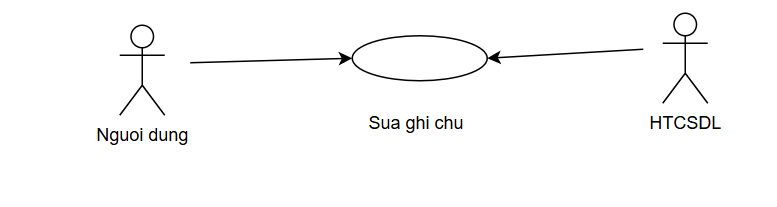 Nguoi dung
Sua ghi chu
HTCSDL